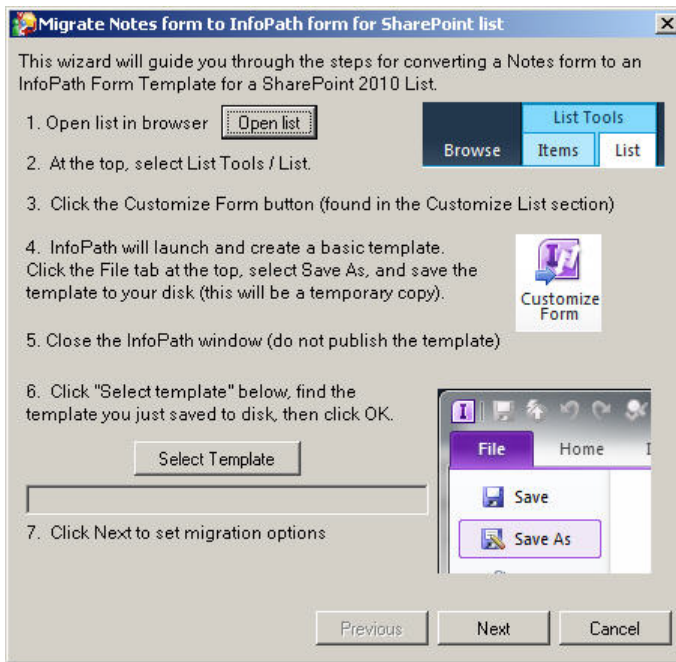 Migrate Notes form to InfoPath form for SharePoint list
This wizard will guide you through the steps for converting a Notes form to an
InfoPath Form Template for a SharePoint 2010 List.
1. Open list in browser
Open list
List Tools
Browse
Items
List
2. At the top, select List Tools / List.
3. Click the Customize Form button (found in the Customize List section)
4. InfoPath will launch and create a basic template.
Click the File tab at the top, select Save As, and save the
template to your disk (this will be a temporary copy).
Customize
Form
5. Close the InfoPath window (do not publish the template)
6. Click "Select template" below, find the
template you just saved to disk, then click OK.
Select Template
File
Home
Save
Save As
7. Click Next to set migration options
Previous
Next
Cancel